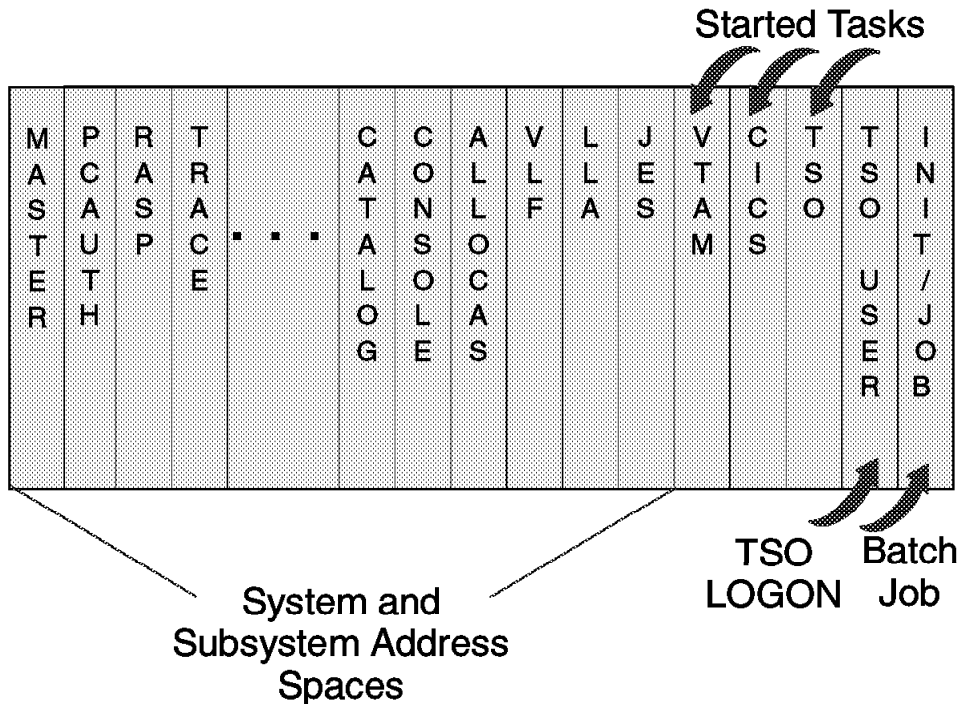 Started Tasks
MASTER
PCAUTH
RASP
TRACE
. . .
CATALOG
CONSOLE
ALLOCAS
VLF
LLA
JES
VTAM
CICS
TSO
TSO USER
INIT/JOB
TSO
LOGON
Batch
Job
System and
Subsystem Address
Spaces